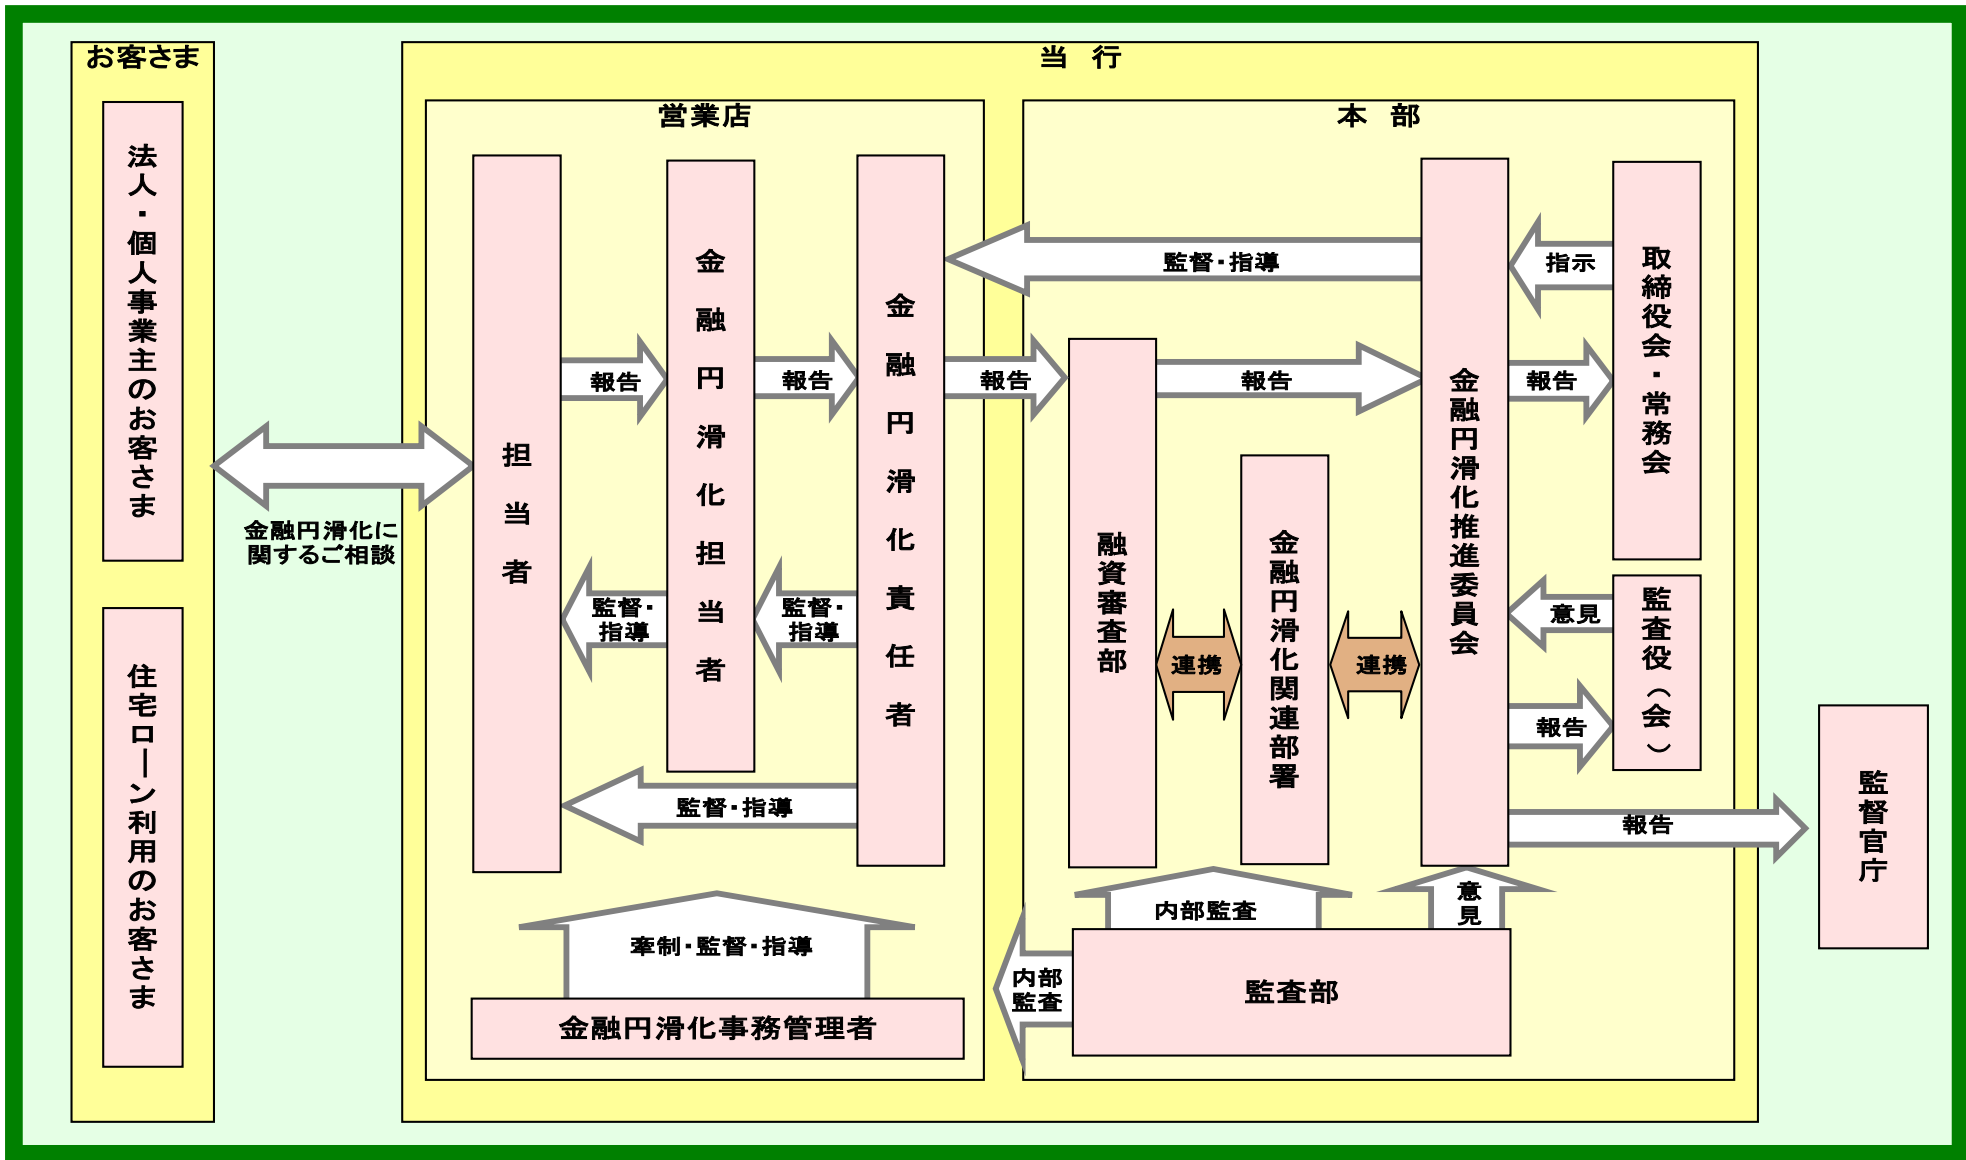 お客さま
法人・個人事業主のお客さま
住宅ローン利用のお客さま
金融円滑化に
関するご相談
当　行
営業店
担当者
報告
監督・
指導
金融円滑化担当者
報告
監督・
指導
金融円滑化責任者
監督・指導
牽制・監督・指導
金融円滑化事務管理者
本　部
監督・指導
報告
融資審査部
報告
連携
金融円滑化関連部署
連携
金融円滑化推進委員会
指示
報告
取締役会・常務会
意見
報告
監査役（会）
報告
内部監査
意見
内部
監査
監査部
監督官庁